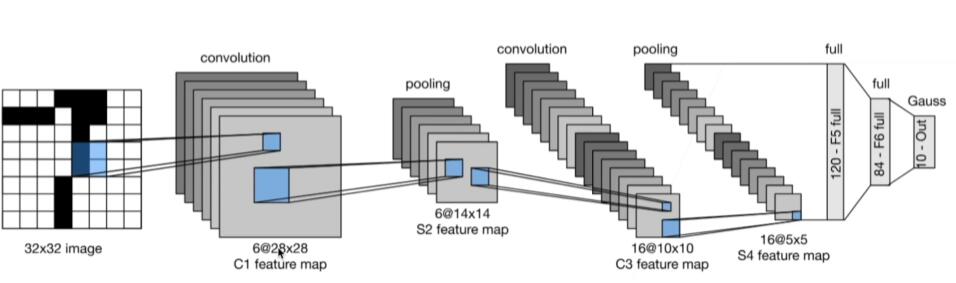 convolution
pooling
convolution
pooling
full
full
Gauss
120 - F5 full
84 - F6 full
10 - Out
32x32 image
6@28x28
C1 feature map
6@14x14
S2 feature map
16@10x10
C3 feature map
16@5x5
S4 feature map